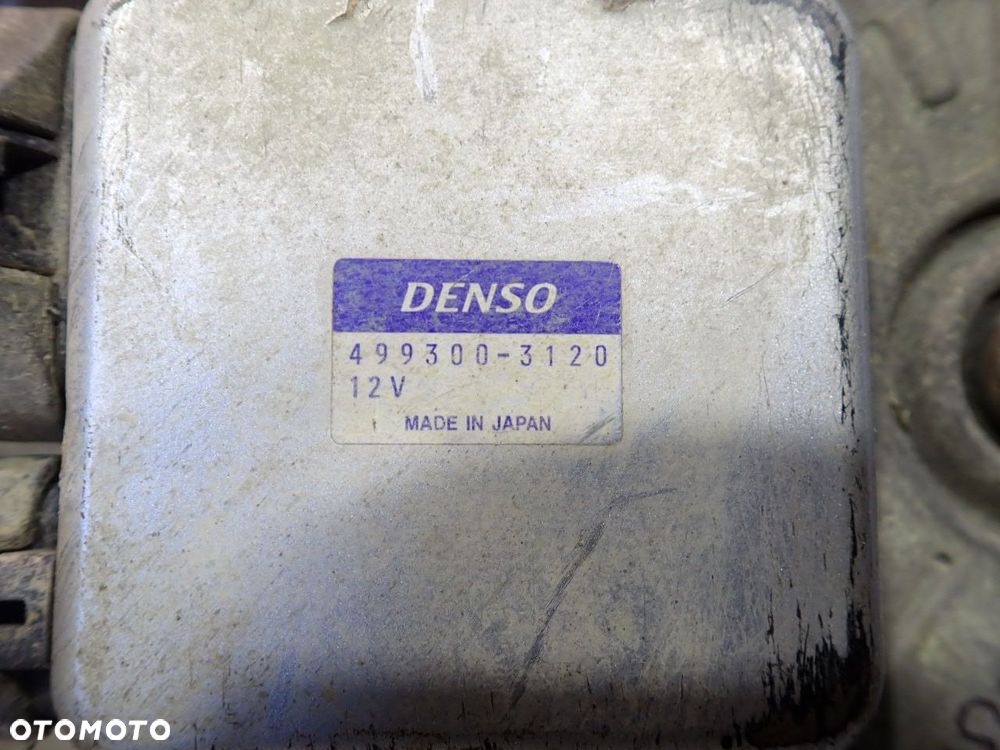 DENSO
499300-3120
12V
MADE IN JAPAN
OTOMOTO